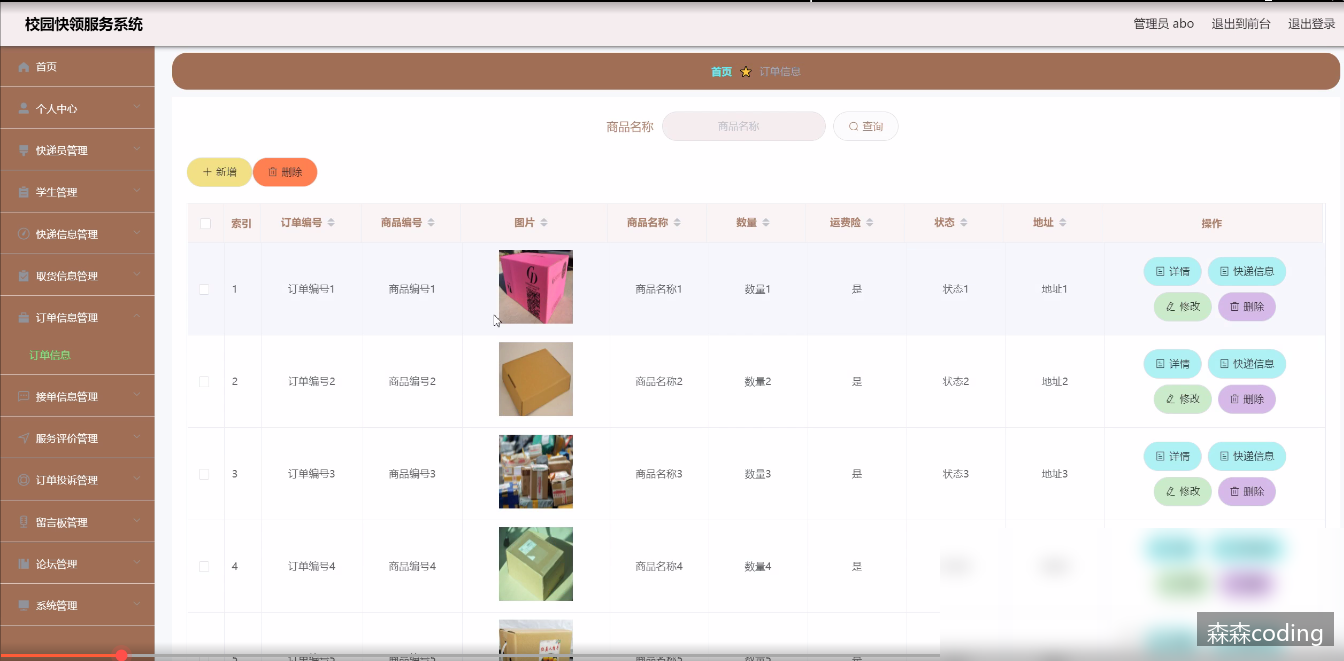 校园快领服务系统
管理员 abo 退出到前台 退出登录
首页
个人中心
快递员管理
学生管理
快递信息管理
取货信息管理
订单信息管理
订单信息
接单信息管理
服务评价管理
订单投诉管理
留言板管理
论坛管理
系统管理
首页 订单信息
商品名称 商品名称 查询
新增 删除
索引 订单编号 商品编号 图片 商品名称 数量 运费险 状态 地址 操作
1 订单编号1 商品编号1 商品名称1 数量1 是 状态1 地址1 详情 快递信息
修改 删除
2 订单编号2 商品编号2 商品名称2 数量2 是 状态2 地址2 详情 快递信息
修改 删除
3 订单编号3 商品编号3 商品名称3 数量3 是 状态3 地址3 详情 快递信息
修改 删除
4 订单编号4 商品编号4 商品名称4 数量4 是
森森coding